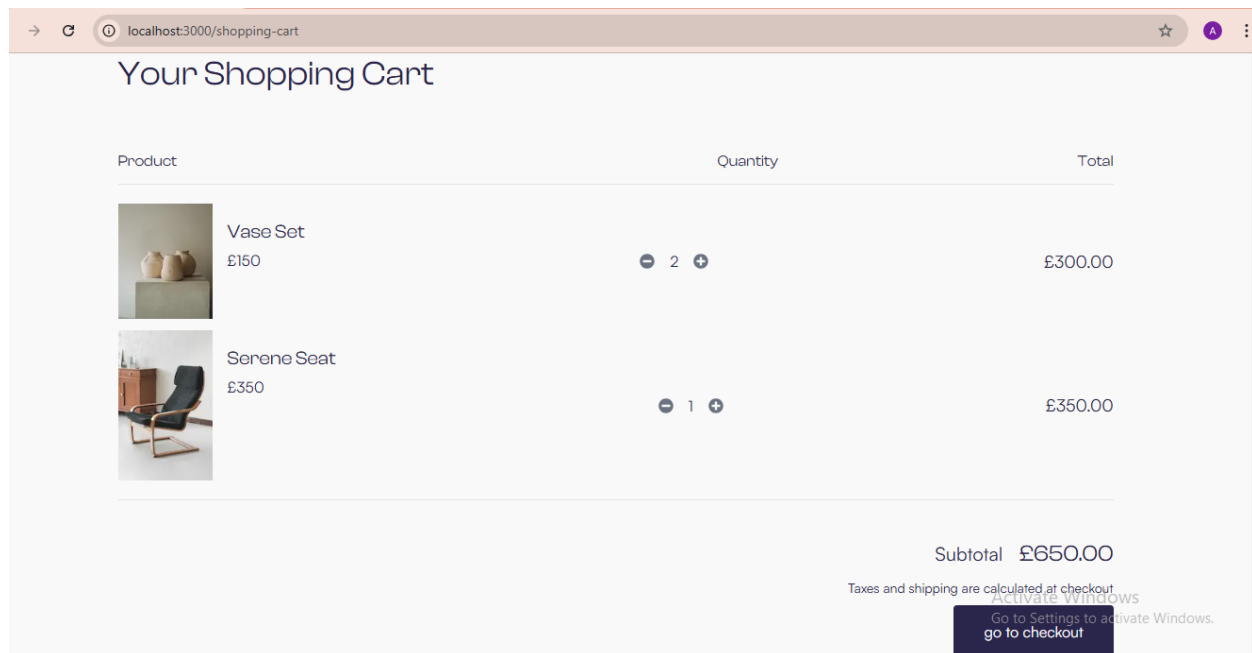 localhost:3000/shopping-cart
A
Your Shopping Cart
Product Quantity Total
Vase Set
£150
2 £300.00
Serene Seat
£350
1 £350.00
Subtotal £650.00
Taxes and shipping are calculated at checkout
Activate Windows
Go to Settings to activate Windows.
go to checkout